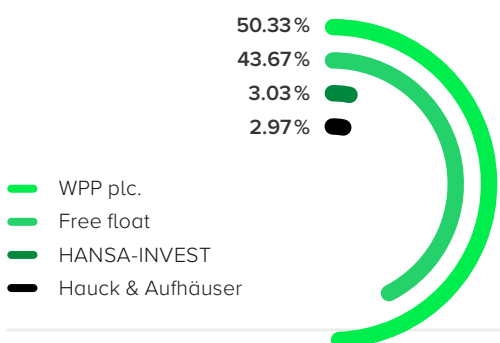 50.33 %
43.67 %
3.03 %
2.97 %
WPP plc.
Free float
HANSA-INVEST
Hauck & Aufhäuser